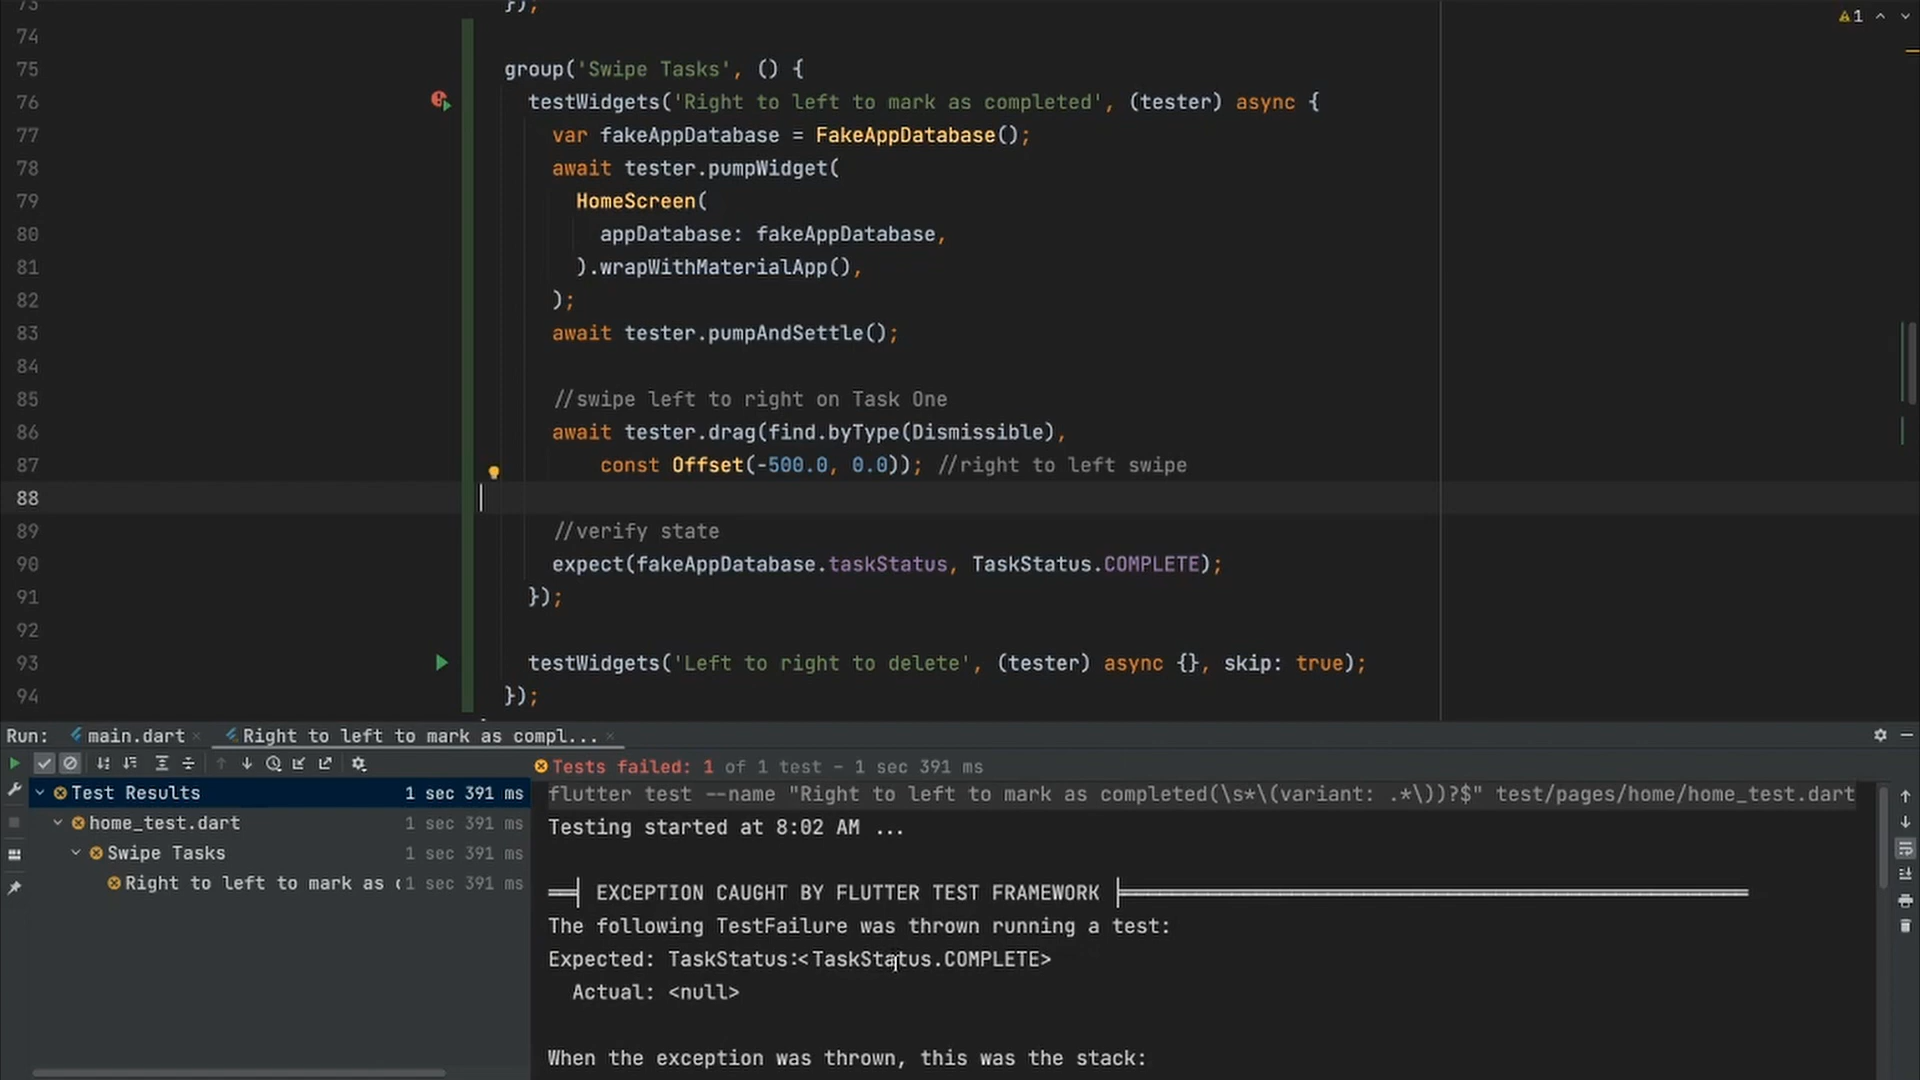 73 });
74
75 group('Swipe Tasks', () {
76 testWidgets('Right to left to mark as completed', (tester) async {
77 var fakeAppDatabase = FakeAppDatabase();
78 await tester.pumpWidget(
79 HomeScreen(
80 appDatabase: fakeAppDatabase,
81 ).wrapWithMaterialApp(),
82 );
83 await tester.pumpAndSettle();
84
85 //swipe left to right on Task One
86 await tester.drag(find.byType(Dismissible),
87 const Offset(-500.0, 0.0)); //right to left swipe
88
89 //verify state
90 expect(fakeAppDatabase.taskStatus, TaskStatus.COMPLETE);
91 });
92
93 testWidgets('Left to right to delete', (tester) async {}, skip: true);
94 });
1
Run: main.dart Right to left to mark as compl...
Tests failed: 1 of 1 test – 1 sec 391 ms
Test Results 1 sec 391 ms
home_test.dart 1 sec 391 ms
Swipe Tasks 1 sec 391 ms
Right to left to mark as c 1 sec 391 ms
flutter test --name "Right to left to mark as completed(\s*\(variant: .*\))?$" test/pages/home/home_test.dart
Testing started at 8:02 AM ...
EXCEPTION CAUGHT BY FLUTTER TEST FRAMEWORK
The following TestFailure was thrown running a test:
Expected: TaskStatus:<TaskStatus.COMPLETE>
Actual: <null>
When the exception was thrown, this was the stack: